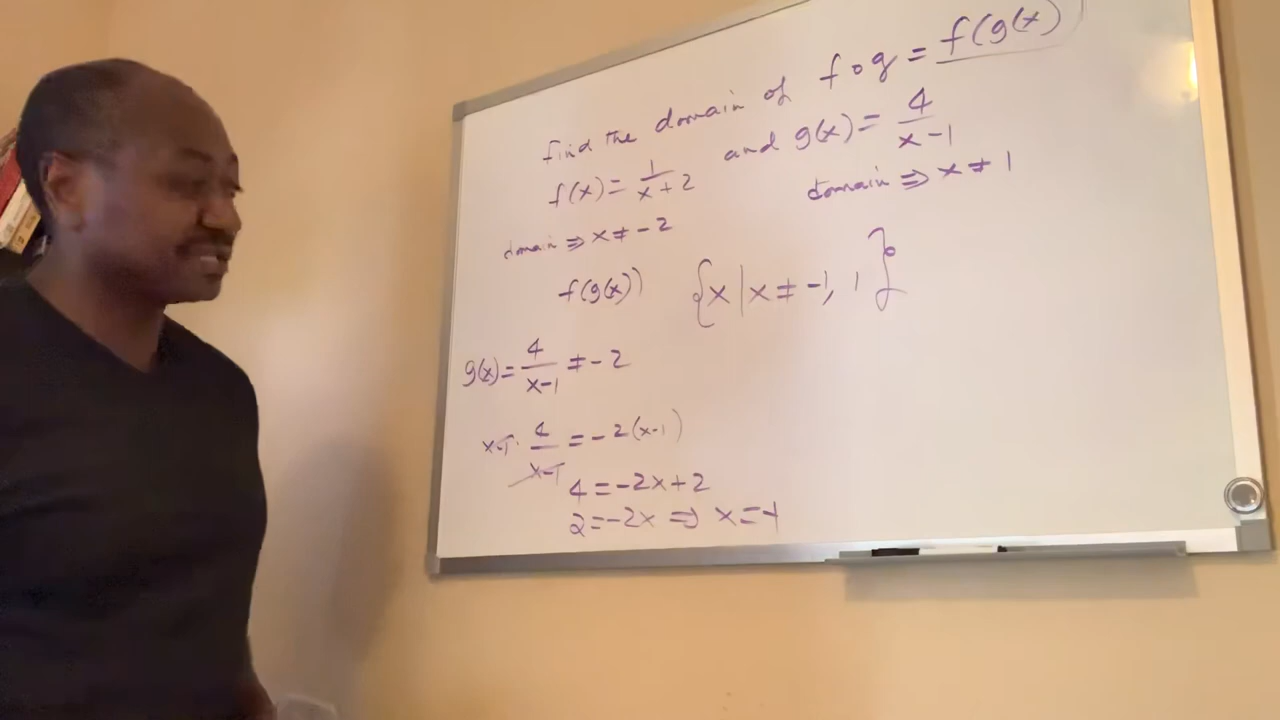 find the domain of f∘g = f(g(x)
f(x) = 1/(x+2) and g(x) = 4/(x-1)
domain ⇒ x ≠ -2
domain ⇒ x ≠ 1
f(g(x)) {x | x ≠ -1, 1}
g(x) = 4/(x-1) ≠ -2
x-1 · 4/(x-1) = -2(x-1)
4 = -2x+2
2 = -2x ⇒ x = -1